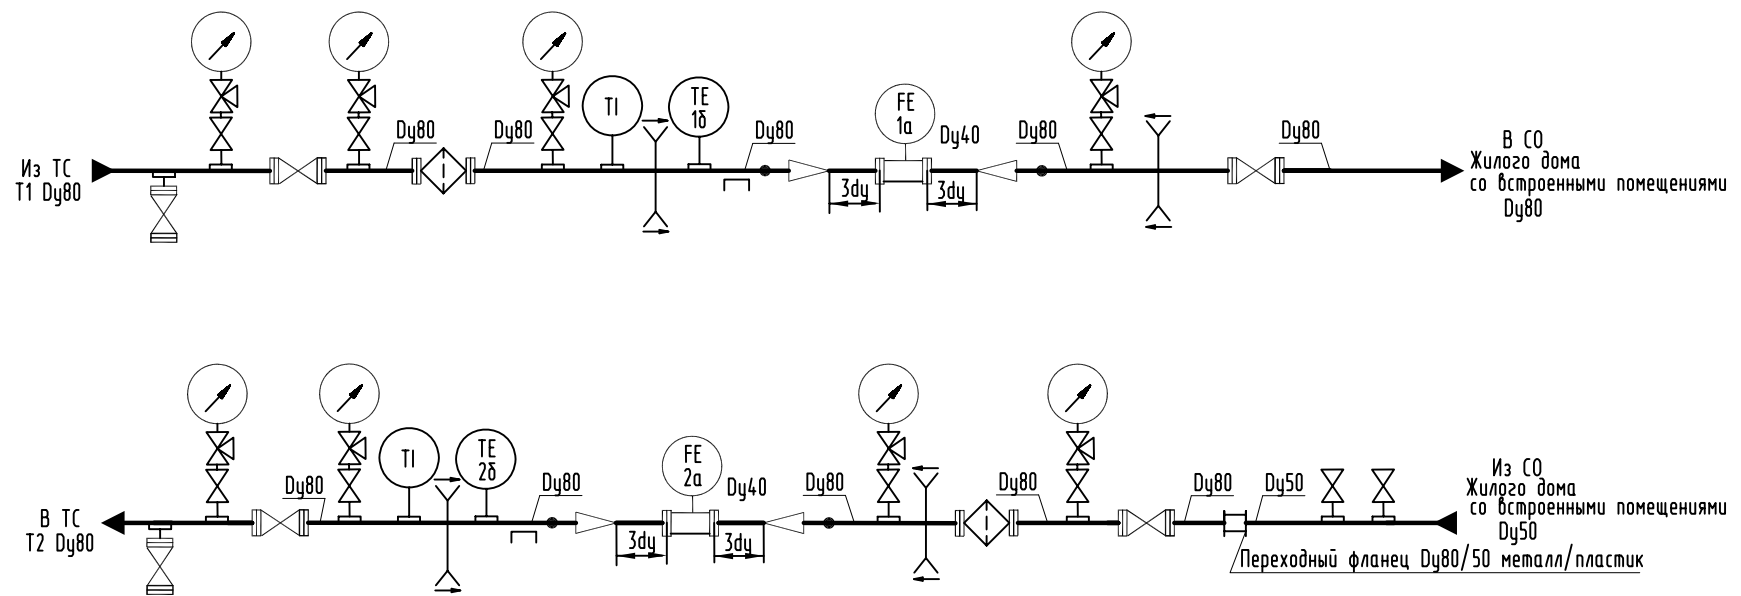 Из ТС
Т1 Dy80
Dy80
Dy80
TI
TE
1б
Dy80
FE
1а
Dy40
3dy
3dy
Dy80
Dy80
В СО
Жилого дома
со встроенными помещениями
Dy80
В ТС
Т2 Dy80
Dy80
TI
TE
2б
Dy80
FE
2а
Dy40
3dy
3dy
Dy80
Dy80
Dy80
Dy50
Из СО
Жилого дома
со встроенными помещениями
Dy50
Переходный фланец Dy80/50 металл/пластик